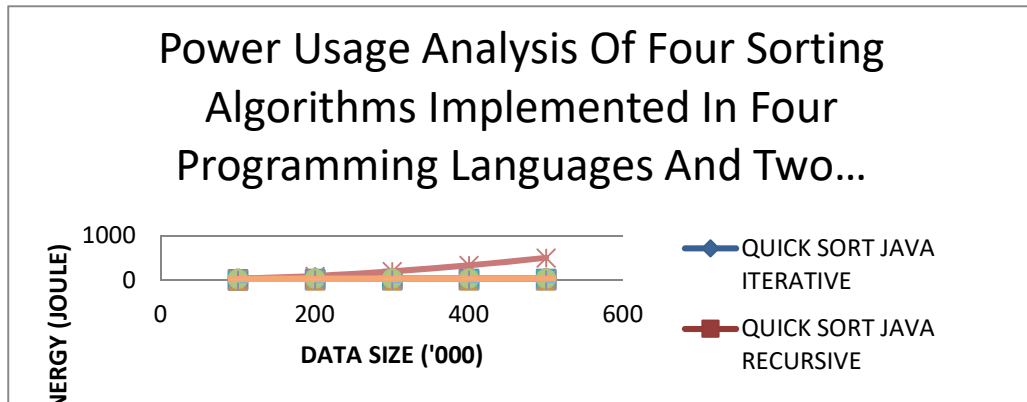 Power Usage Analysis Of Four Sorting
Algorithms Implemented In Four
Programming Languages And Two…
1000
0
0
200
400
600
DATA SIZE ('000)
NERGY (JOULE)
QUICK SORT JAVA
ITERATIVE
QUICK SORT JAVA
RECURSIVE